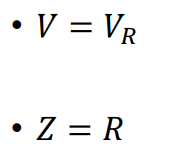 • V = V_R
• Z = R